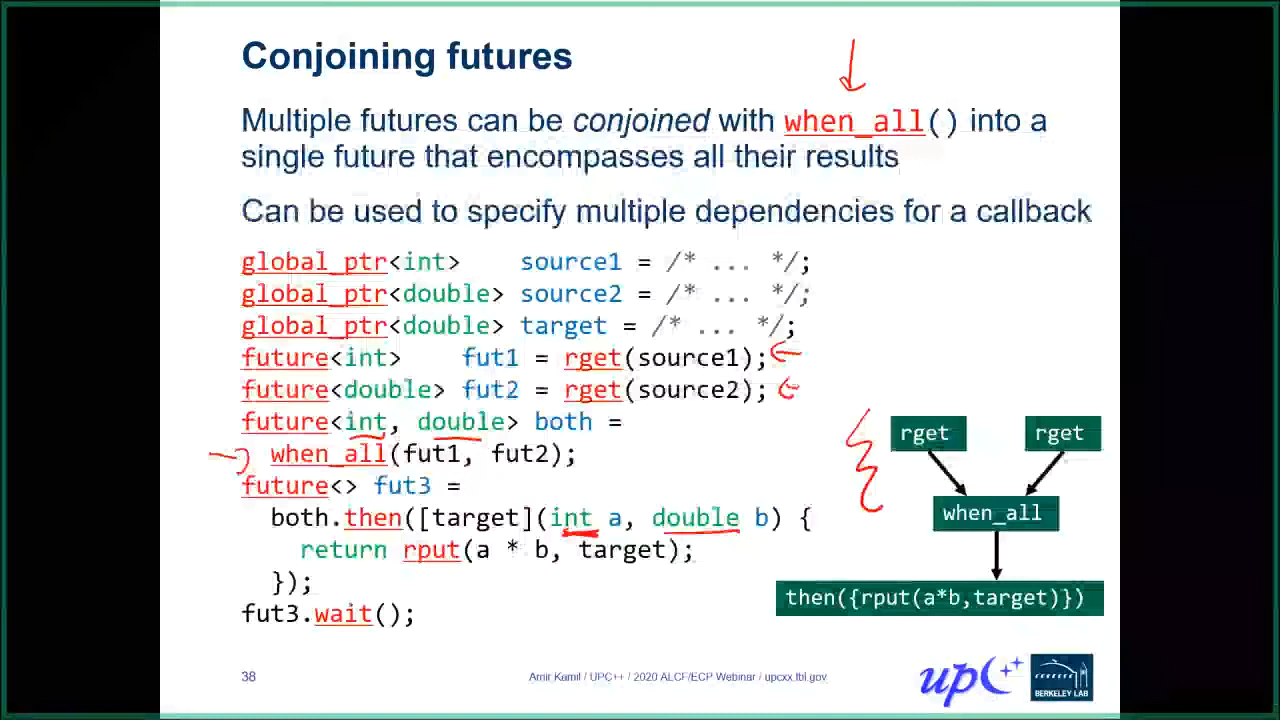 Conjoining futures
Multiple futures can be conjoined with when_all() into a
single future that encompasses all their results
Can be used to specify multiple dependencies for a callback
global_ptr<int>    source1 = /* ... */;
global_ptr<double> source2 = /* ... */;
global_ptr<double> target = /* ... */;
future<int>    fut1 = rget(source1);
future<double> fut2 = rget(source2);
future<int, double> both =
when_all(fut1, fut2);
future<> fut3 =
both.then([target](int a, double b) {
return rput(a * b, target);
});
fut3.wait();
rget
rget
when_all
then({rput(a*b,target)})
38
Amir Kamil / UPC++ / 2020 ALCF/ECP Webinar / upcxx.lbl.gov
upC++
BERKELEY LAB